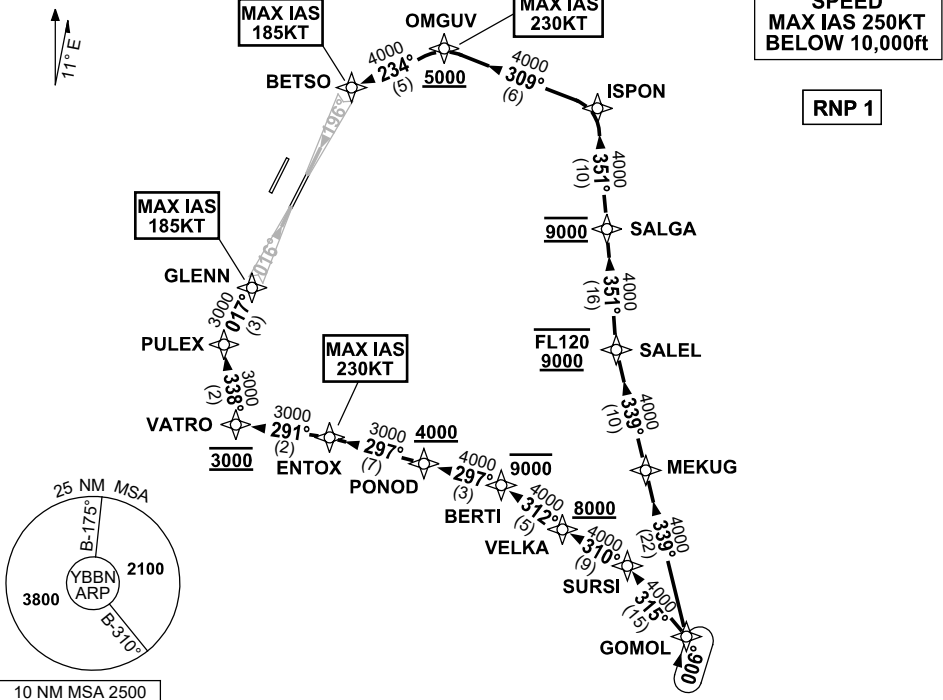 11° E
MAX IAS
185KT
OMGUV
MAX IAS
230KT
SPEED
MAX IAS 250KT
BELOW 10,000ft
RNP 1
BETSO
4000
234°
(5)
5000
4000
309°
(6)
ISPON
196°
4000
351°
(10)
MAX IAS
185KT
9000
SALGA
016°
GLENN
4000
351°
(16)
3000
017°
(3)
PULEX
FL120
9000
SALEL
MAX IAS
230KT
3000
338°
(2)
4000
339°
(10)
VATRO
3000
3000
291°
(2)
ENTOX
3000
297°
(7)
4000
PONOD
4000
297°
(3)
9000
BERTI
MEKUG
4000
312°
(5)
8000
VELKA
4000
310°
(9)
SURSI
4000
339°
(22)
4000
315°
(15)
GOMOL
006°
25 NM MSA
B-175°
YBBN
ARP
2100
3800
B-310°
10 NM MSA 2500